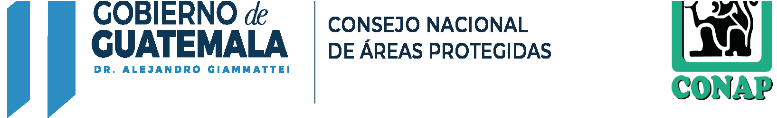 GOBIERNO de
GUATEMALA
DR. ALEJANDRO GIAMMATTEI
CONSEJO NACIONAL
DE ÁREAS PROTEGIDAS
CONAP